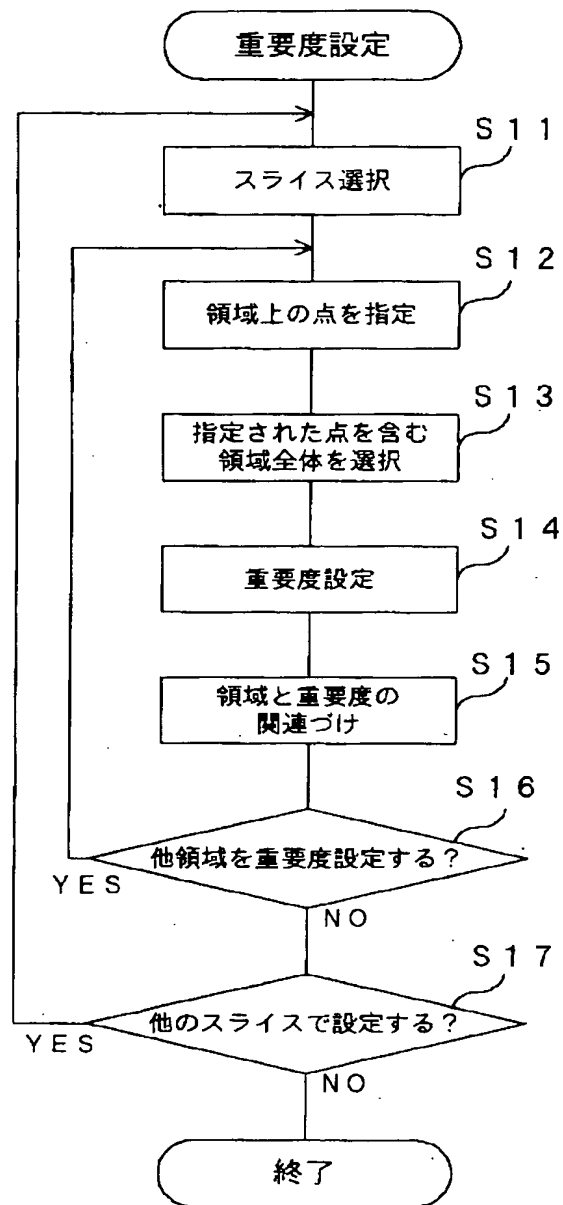 重要度設定
S11
スライス選択
S12
領域上の点を指定
S13
指定された点を含む
領域全体を選択
S14
重要度設定
S15
領域と重要度の
関連づけ
S16
他領域を重要度設定する？
YES
NO
S17
他のスライスで設定する？
YES
NO
終了